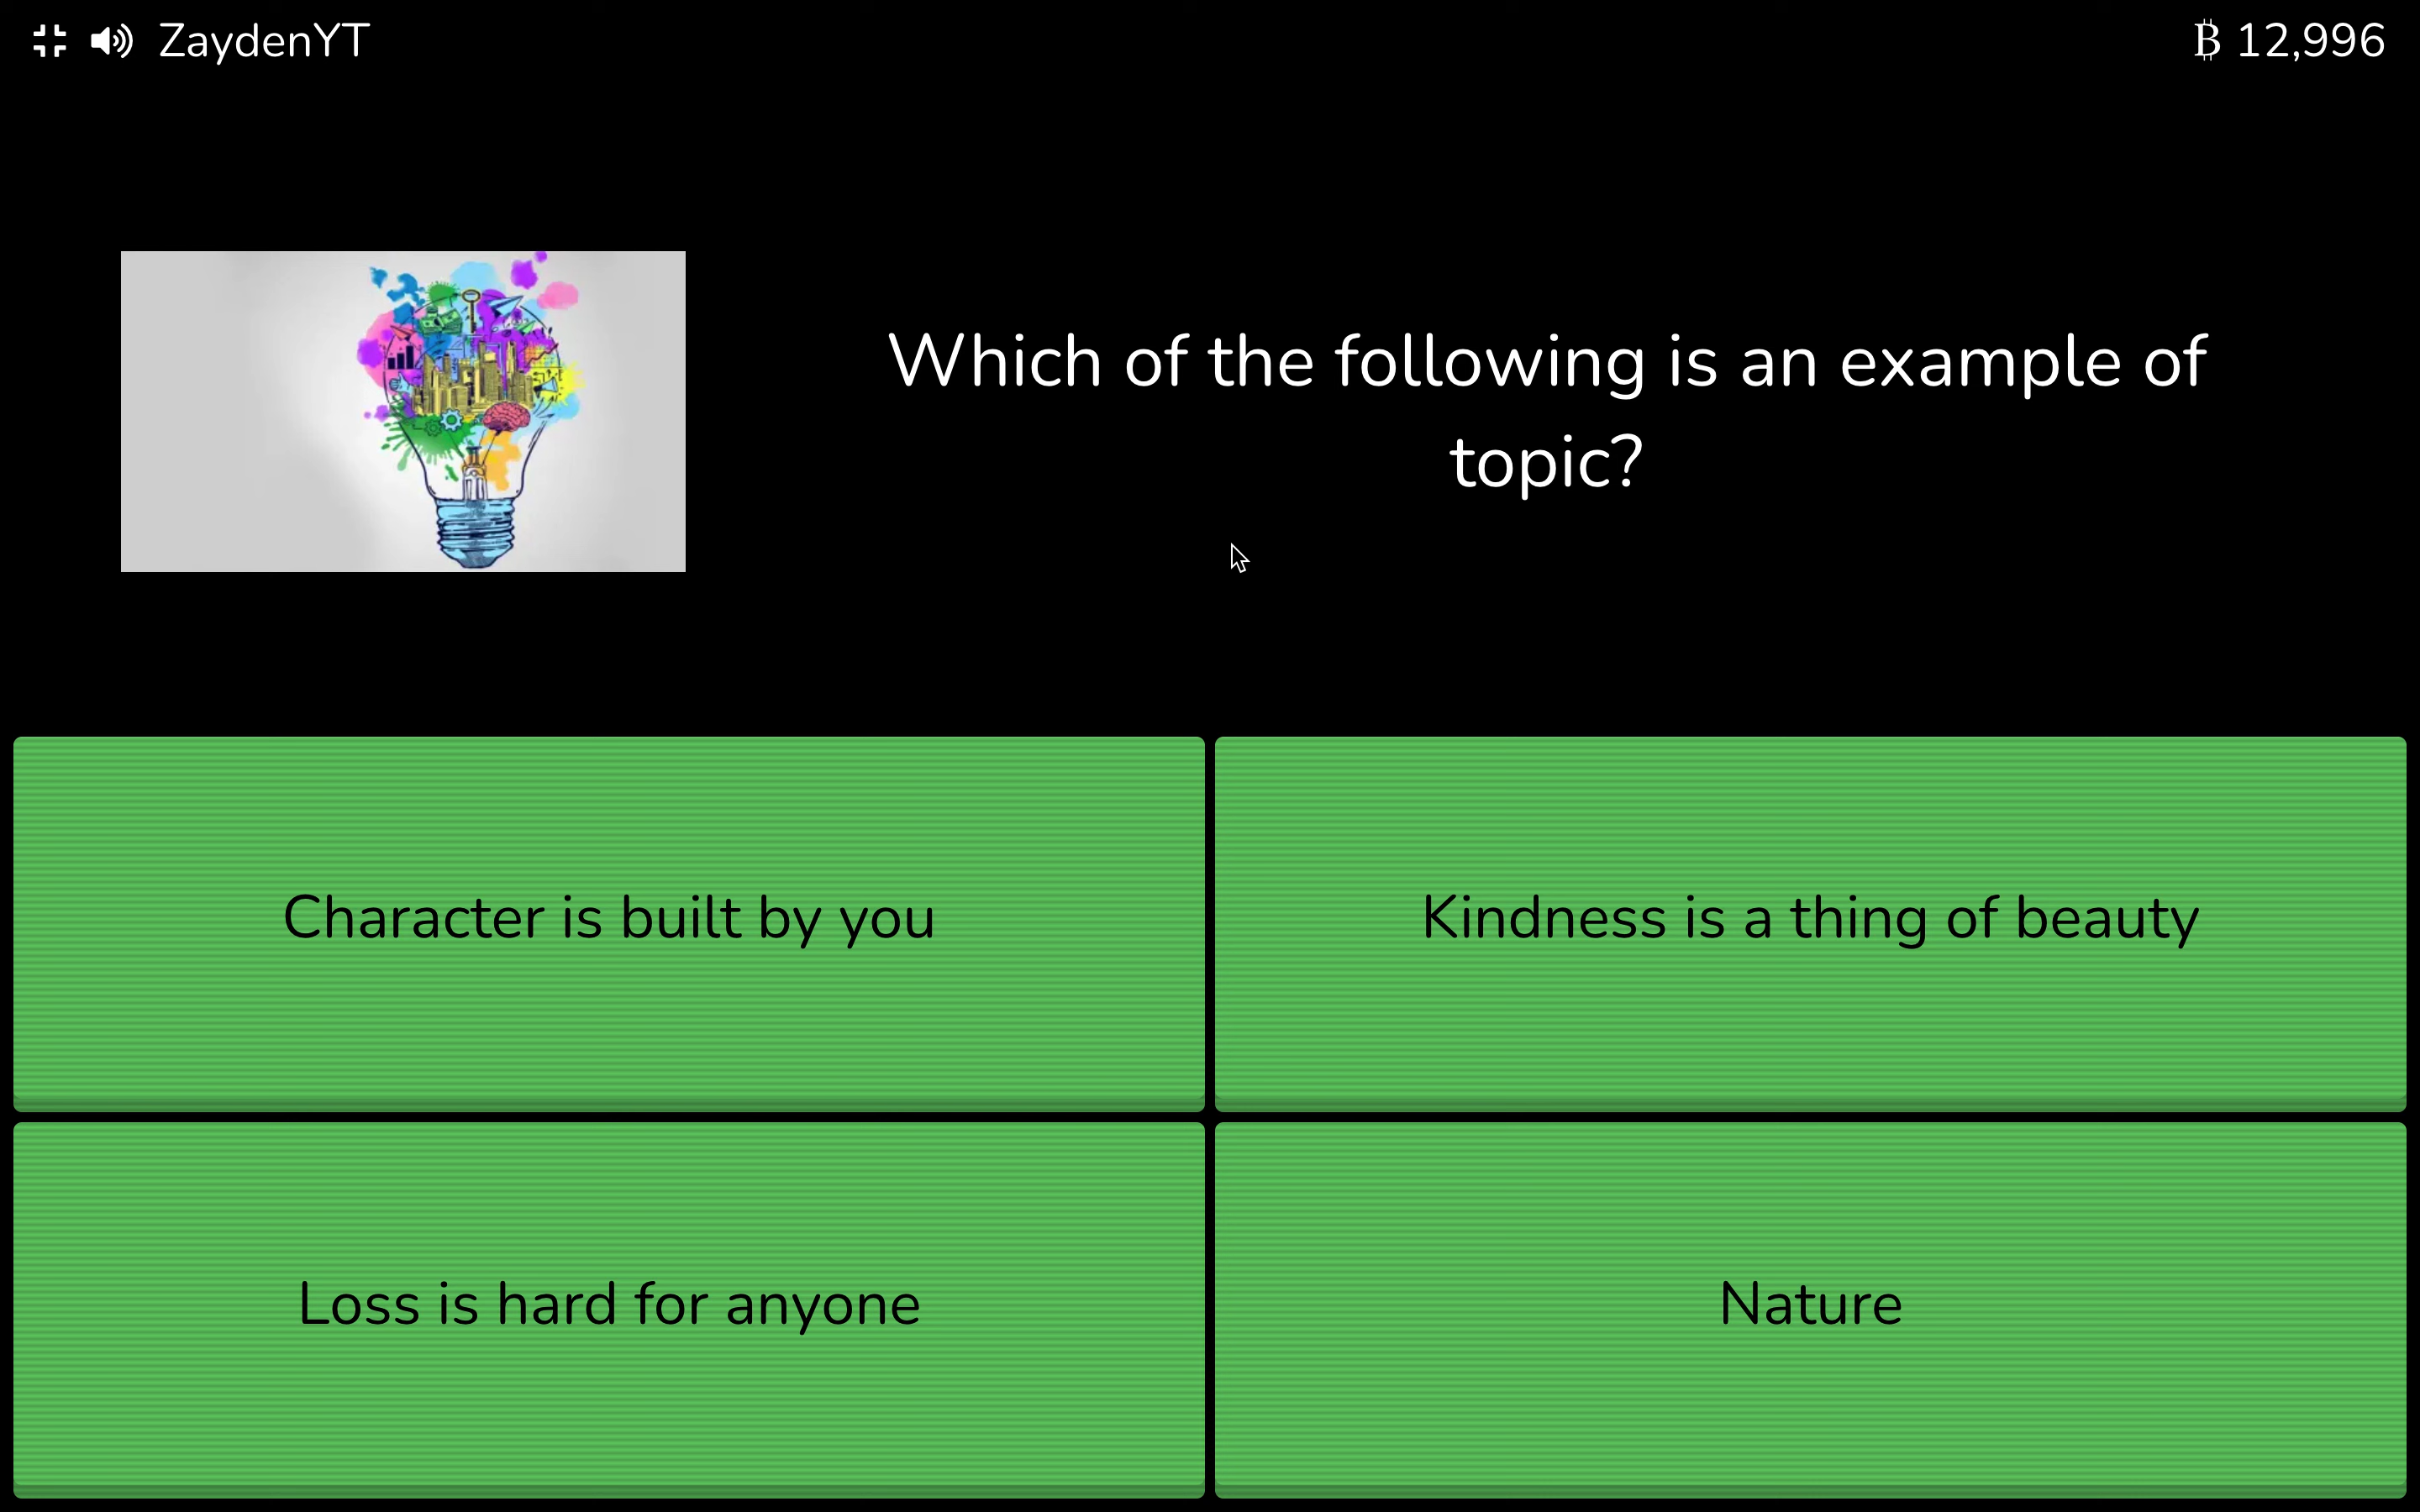 ZaydenYT
₿ 12,996
Which of the following is an example of
topic?
Character is built by you
Kindness is a thing of beauty
Loss is hard for anyone
Nature